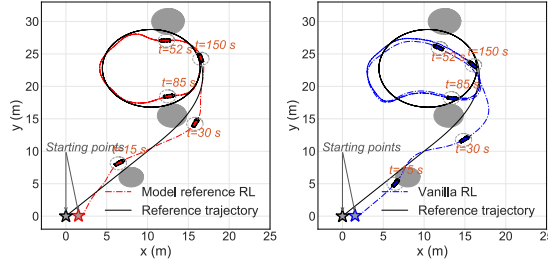 35
30
25
20
15
10
5
0
y (m)
t=52 s
t=150 s
t=85 s
t=30 s
t=15 s
Starting points
Model reference RL
Reference trajectory
0 5 10 15 20 25
x (m)
35
30
25
20
15
10
5
0
y (m)
t=52
t=150 s
t=85 s
t=30 s
Starting points
Vanilla RL
Reference trajectory
0 5 10 15 20 25
x (m)